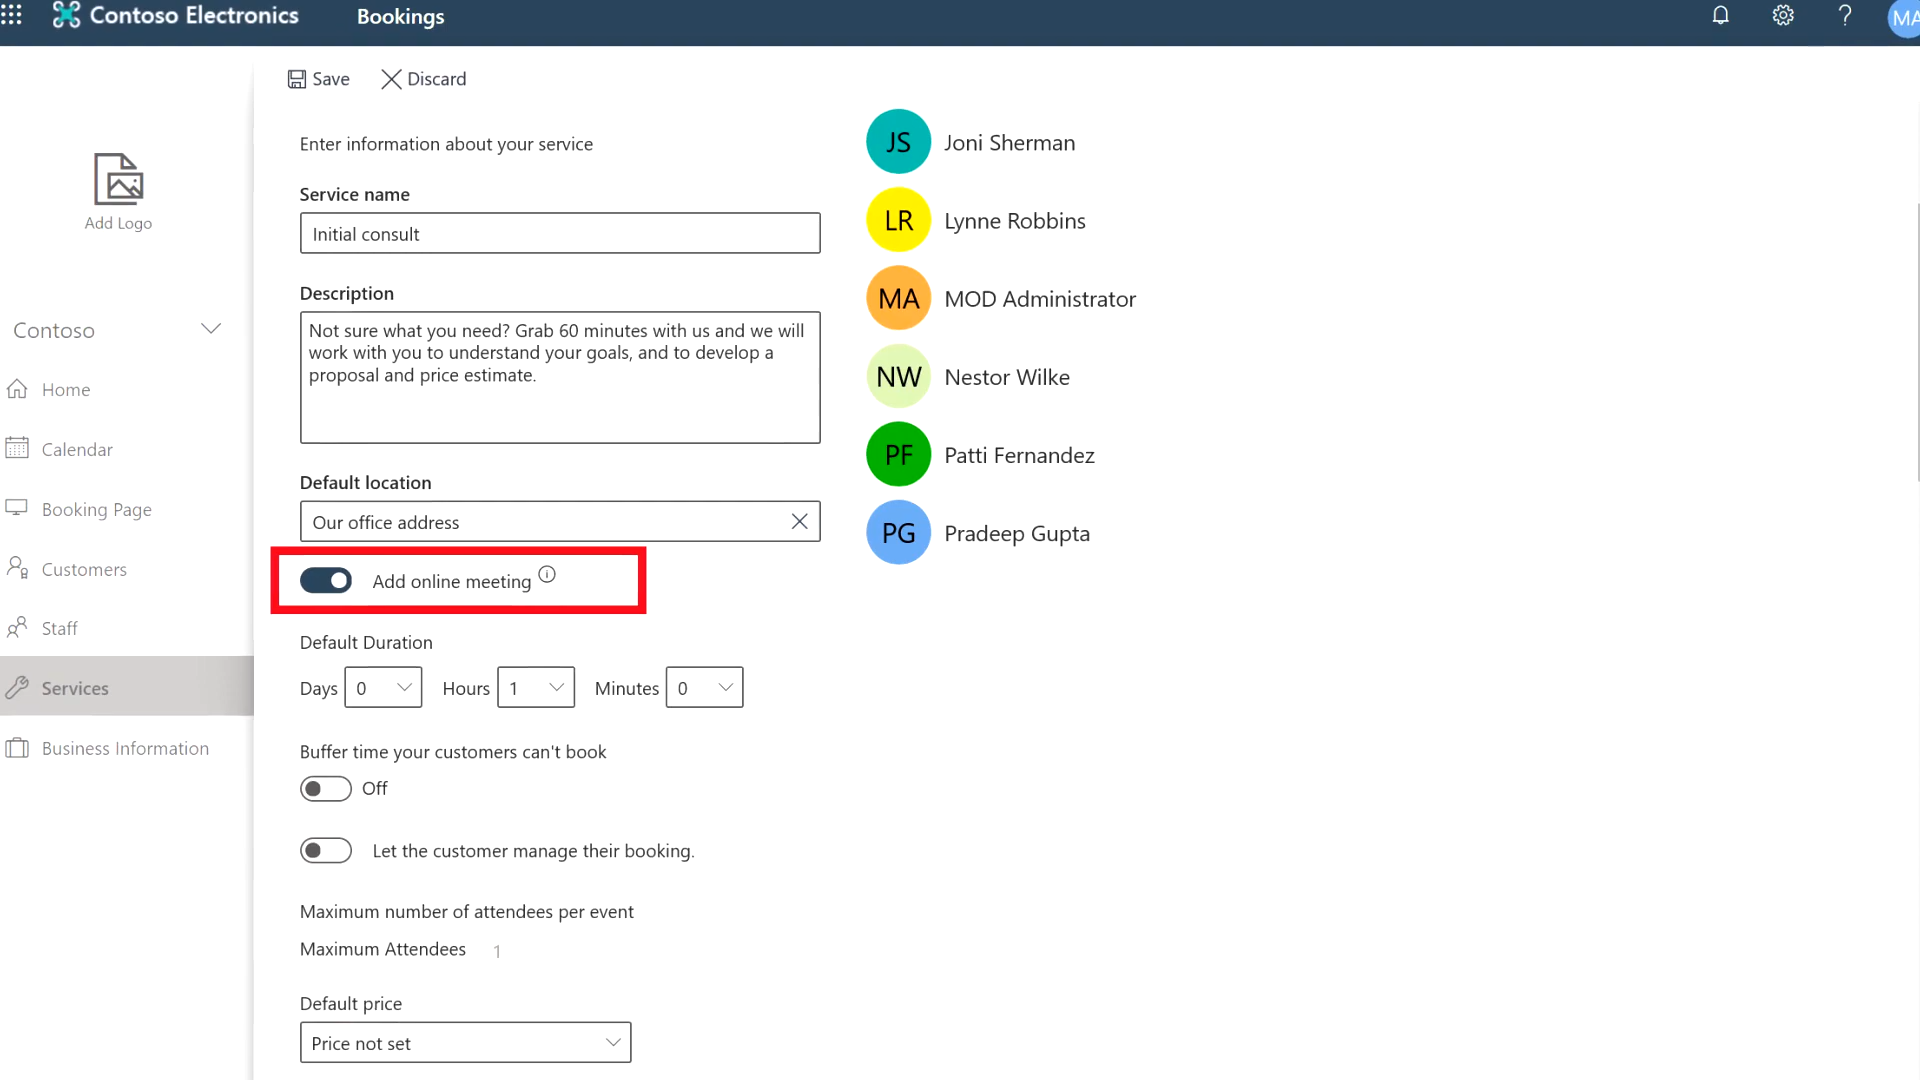 Contoso Electronics
Bookings
MA
Save
Discard
Add Logo
Contoso
Home
Calendar
Booking Page
Customers
Staff
Services
Business Information
Enter information about your service
Service name
Initial consult
Description
Not sure what you need? Grab 60 minutes with us and we will
work with you to understand your goals, and to develop a
proposal and price estimate.
Default location
Our office address
Add online meeting
Default Duration
Days 0 Hours 1 Minutes 0
Buffer time your customers can't book
Off
Let the customer manage their booking.
Maximum number of attendees per event
Maximum Attendees 1
Default price
Price not set
JS Joni Sherman
LR Lynne Robbins
MA MOD Administrator
NW Nestor Wilke
PF Patti Fernandez
PG Pradeep Gupta